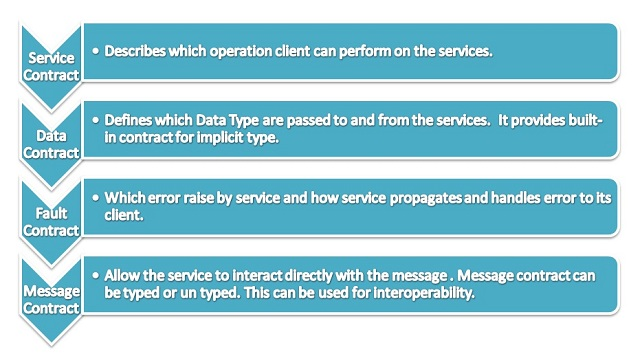 Service
Contract
• Describes which operation client can perform on the services.
Data
Contract
• Defines which Data Type are passed to and from the services. It provides built-
in contract for implicit type.
Fault
Contract
• Which error raise by service and how service propagates and handles error to its
client.
Message
Contract
• Allow the service to interact directly with the message . Message contract can
be typed or un typed. This can be used for interoperability.